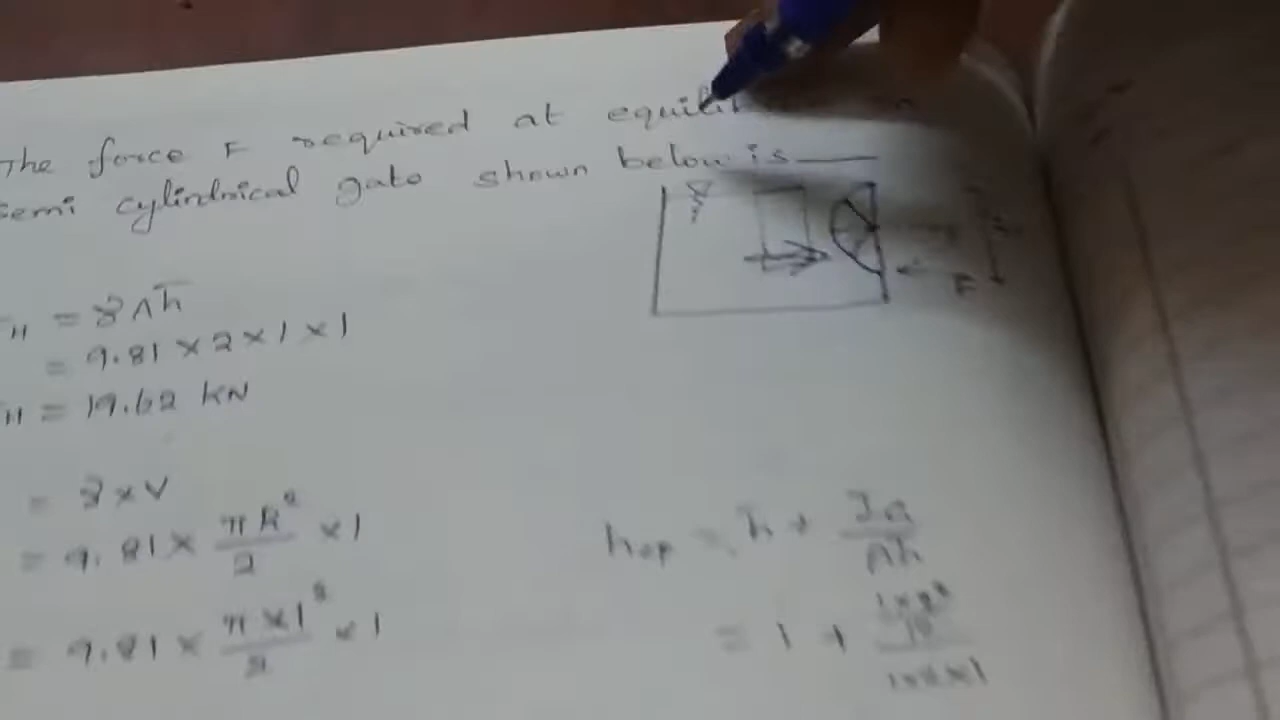 The force F required at equili
semi cylindrical gate shown below is
F
H = γAh̄
= 9.81 × 2 × 1 × 1
H = 19.62 KN
= γ × V
= 9.81 × πR²/2 × 1
= 9.81 × π×1²/2 × 1
hcp = h̄ + IG/Ah̄
= 1 +